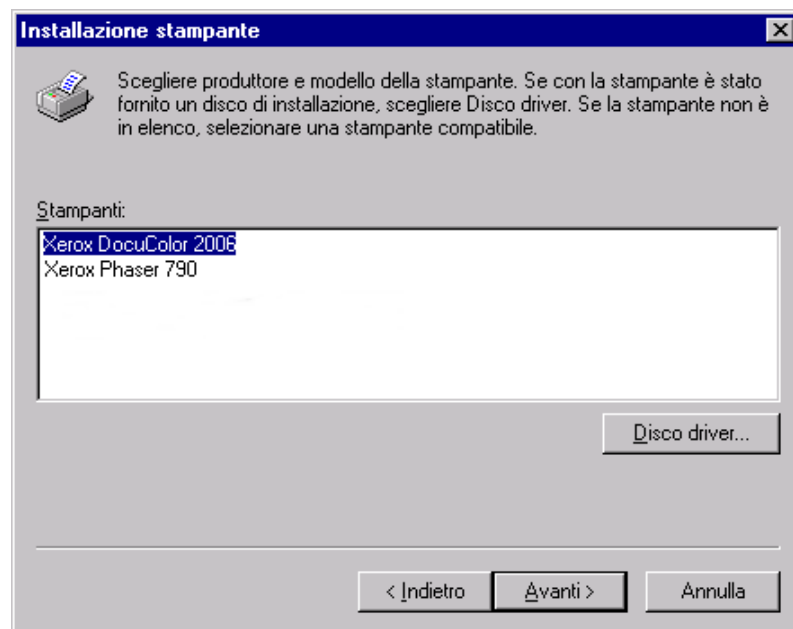 Installazione stampante
Scegliere produttore e modello della stampante. Se con la stampante è stato
fornito un disco di installazione, scegliere Disco driver. Se la stampante non è
in elenco, selezionare una stampante compatibile.
Stampanti:
Xerox DocuColor 2006
Xerox Phaser 790
Disco driver...
< Indietro
Avanti >
Annulla